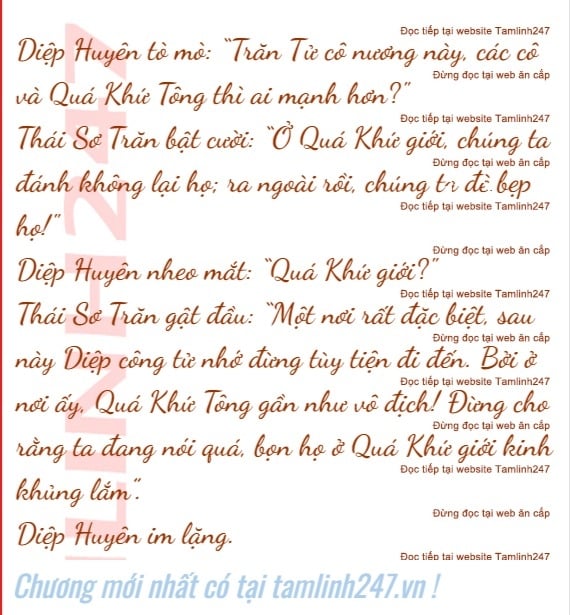 Đọc tiếp tại website Tamlinh247
Diệp Huyên tò mò: “Trăn Tử cô nương này, các cô
Đừng đọc tại web ăn cắp
và Quá Khứ Tông thì ai mạnh hơn?”
Đọc tiếp tại website Tamlinh247
Thái Sơ Trăn bật cười: “Ở Quá Khứ giới, chúng ta
Đừng đọc tại web ăn cắp
đánh không lại họ; ra ngoài rồi, chúng ta đè bẹp
Đọc tiếp tại website Tamlinh247
họ!”
Đừng đọc tại web ăn cắp
Diệp Huyên nheo mắt: “Quá Khứ giới?”
Đọc tiếp tại website Tamlinh247
Thái Sơ Trăn gật đầu: “Một nơi rất đặc biệt, sau
Đừng đọc tại web ăn cắp
này Diệp công tử nhớ đừng tùy tiện đi đến. Bởi ở
Đọc tiếp tại website Tamlinh247
nơi ấy, Quá Khứ Tông gần như vô địch! Đừng cho
Đừng đọc tại web ăn cắp
rằng ta đang nói quá, bọn họ ở Quá Khứ giới kinh
Đọc tiếp tại website Tamlinh247
khủng lắm”.
Đừng đọc tại web ăn cắp
Diệp Huyên im lặng.
Đọc tiếp tại website Tamlinh247
LINH247
Chương mới nhất có tại tamlinh247.vn !